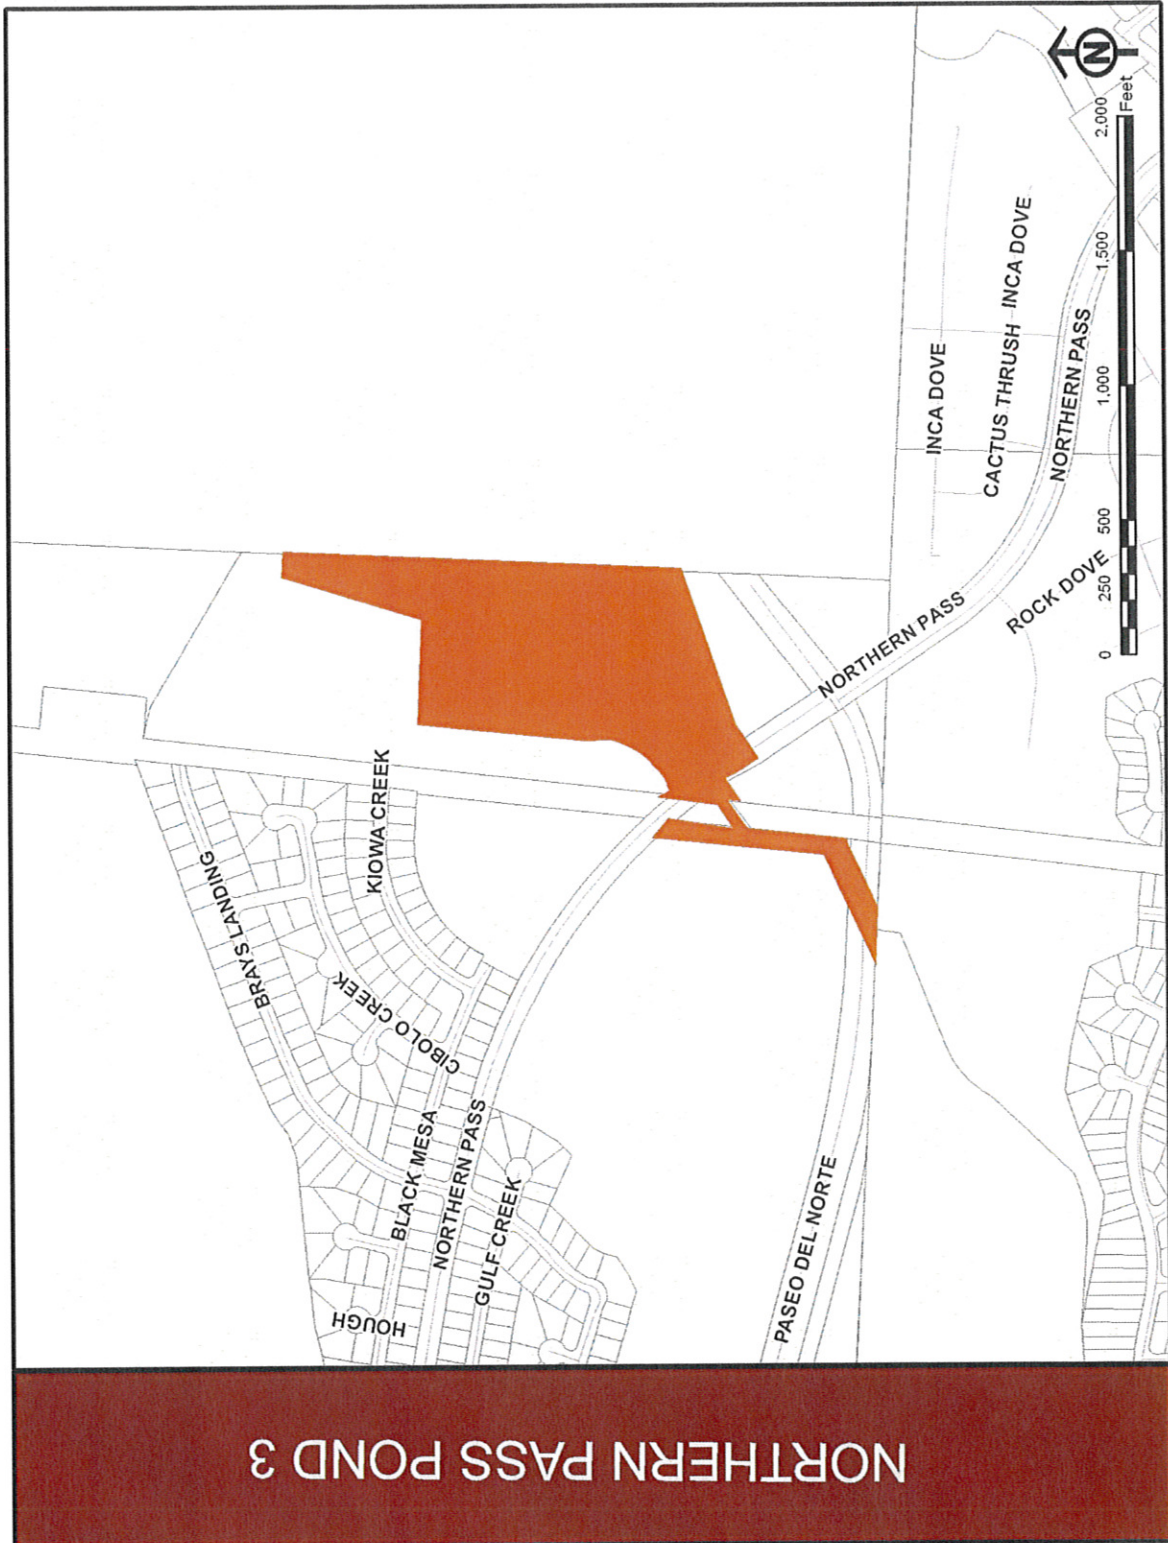 NORTHERN PASS POND 3
HOUGH
BLACK MESA
NORTHERN PASS
GULF CREEK
BRAYS LANDING
CIBOLO CREEK
KIOWA CREEK
PASEO DEL NORTE
NORTHERN PASS
ROCK DOVE
INCA DOVE
CACTUS THRUSH
INCA DOVE
NORTHERN PASS
0 250 500 1,000 1,500 2,000
Feet
N